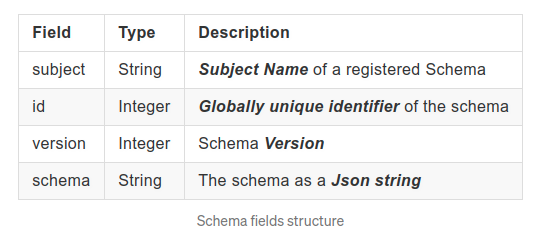 Field Type Description
subject String Subject Name of a registered Schema
id Integer Globally unique identifier of the schema
version Integer Schema Version
schema String The schema as a Json string
Schema fields structure